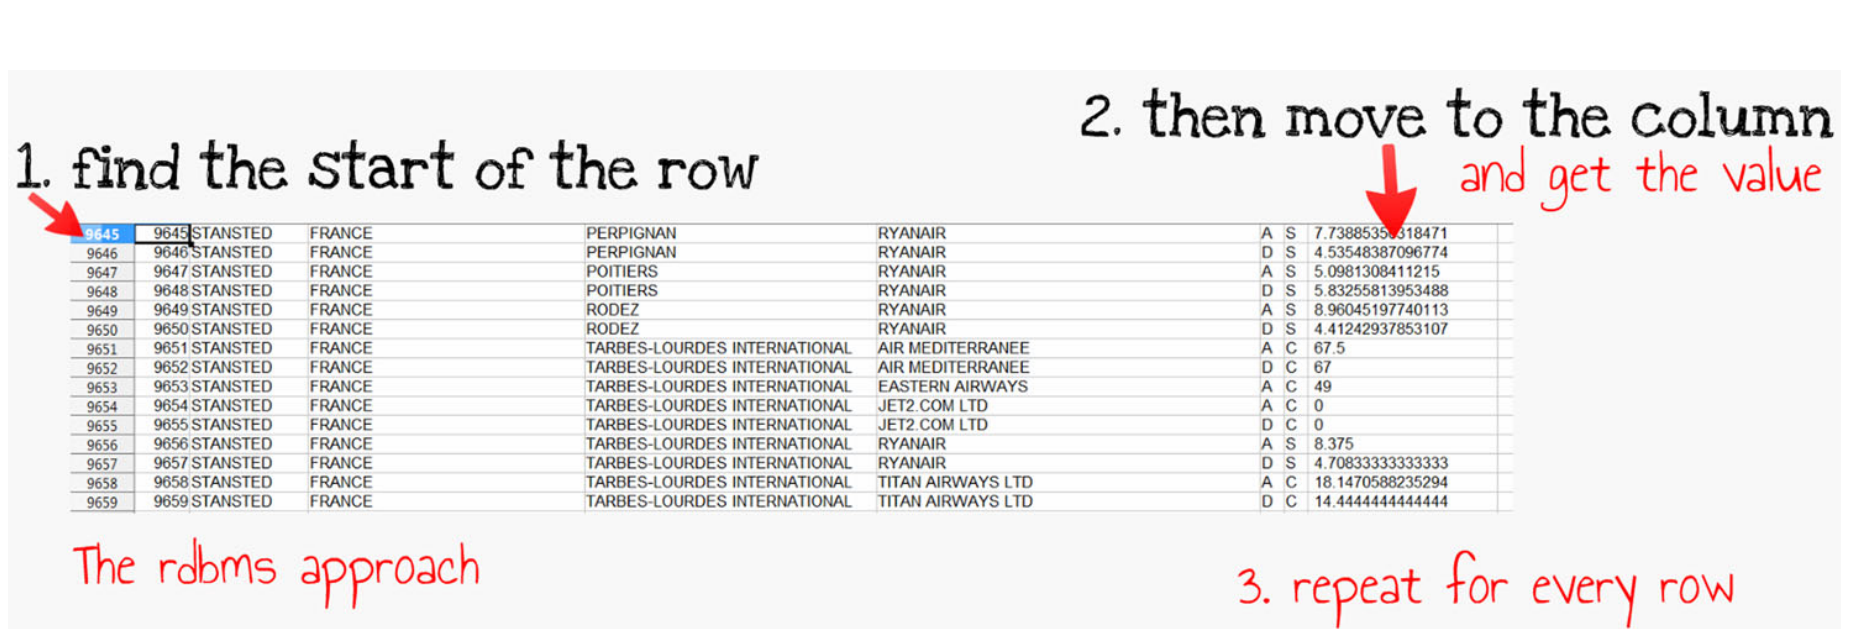 2. then move to the column
1. find the start of the row
and get the value
9645 9645 STANSTED FRANCE PERPIGNAN RYANAIR A S 7.7388535 318471
9646 9646 STANSTED FRANCE PERPIGNAN RYANAIR D S 4.53548387096774
9647 9647 STANSTED FRANCE POITIERS RYANAIR A S 5.0981308411215
9648 9648 STANSTED FRANCE POITIERS RYANAIR D S 5.83255813953488
9649 9649 STANSTED FRANCE RODEZ RYANAIR A S 8.96045197740113
9650 9650 STANSTED FRANCE RODEZ RYANAIR D S 4.41242937853107
9651 9651 STANSTED FRANCE TARBES-LOURDES INTERNATIONAL AIR MEDITERRANEE A C 67.5
9652 9652 STANSTED FRANCE TARBES-LOURDES INTERNATIONAL AIR MEDITERRANEE D C 67
9653 9653 STANSTED FRANCE TARBES-LOURDES INTERNATIONAL EASTERN AIRWAYS A C 49
9654 9654 STANSTED FRANCE TARBES-LOURDES INTERNATIONAL JET2.COM LTD A C 0
9655 9655 STANSTED FRANCE TARBES-LOURDES INTERNATIONAL JET2.COM LTD D C 0
9656 9656 STANSTED FRANCE TARBES-LOURDES INTERNATIONAL RYANAIR A S 8.375
9657 9657 STANSTED FRANCE TARBES-LOURDES INTERNATIONAL RYANAIR D S 4.70833333333333
9658 9658 STANSTED FRANCE TARBES-LOURDES INTERNATIONAL TITAN AIRWAYS LTD A C 18.1470588235294
9659 9659 STANSTED FRANCE TARBES-LOURDES INTERNATIONAL TITAN AIRWAYS LTD D C 14.4444444444444
The rdbms approach
3. repeat for every row